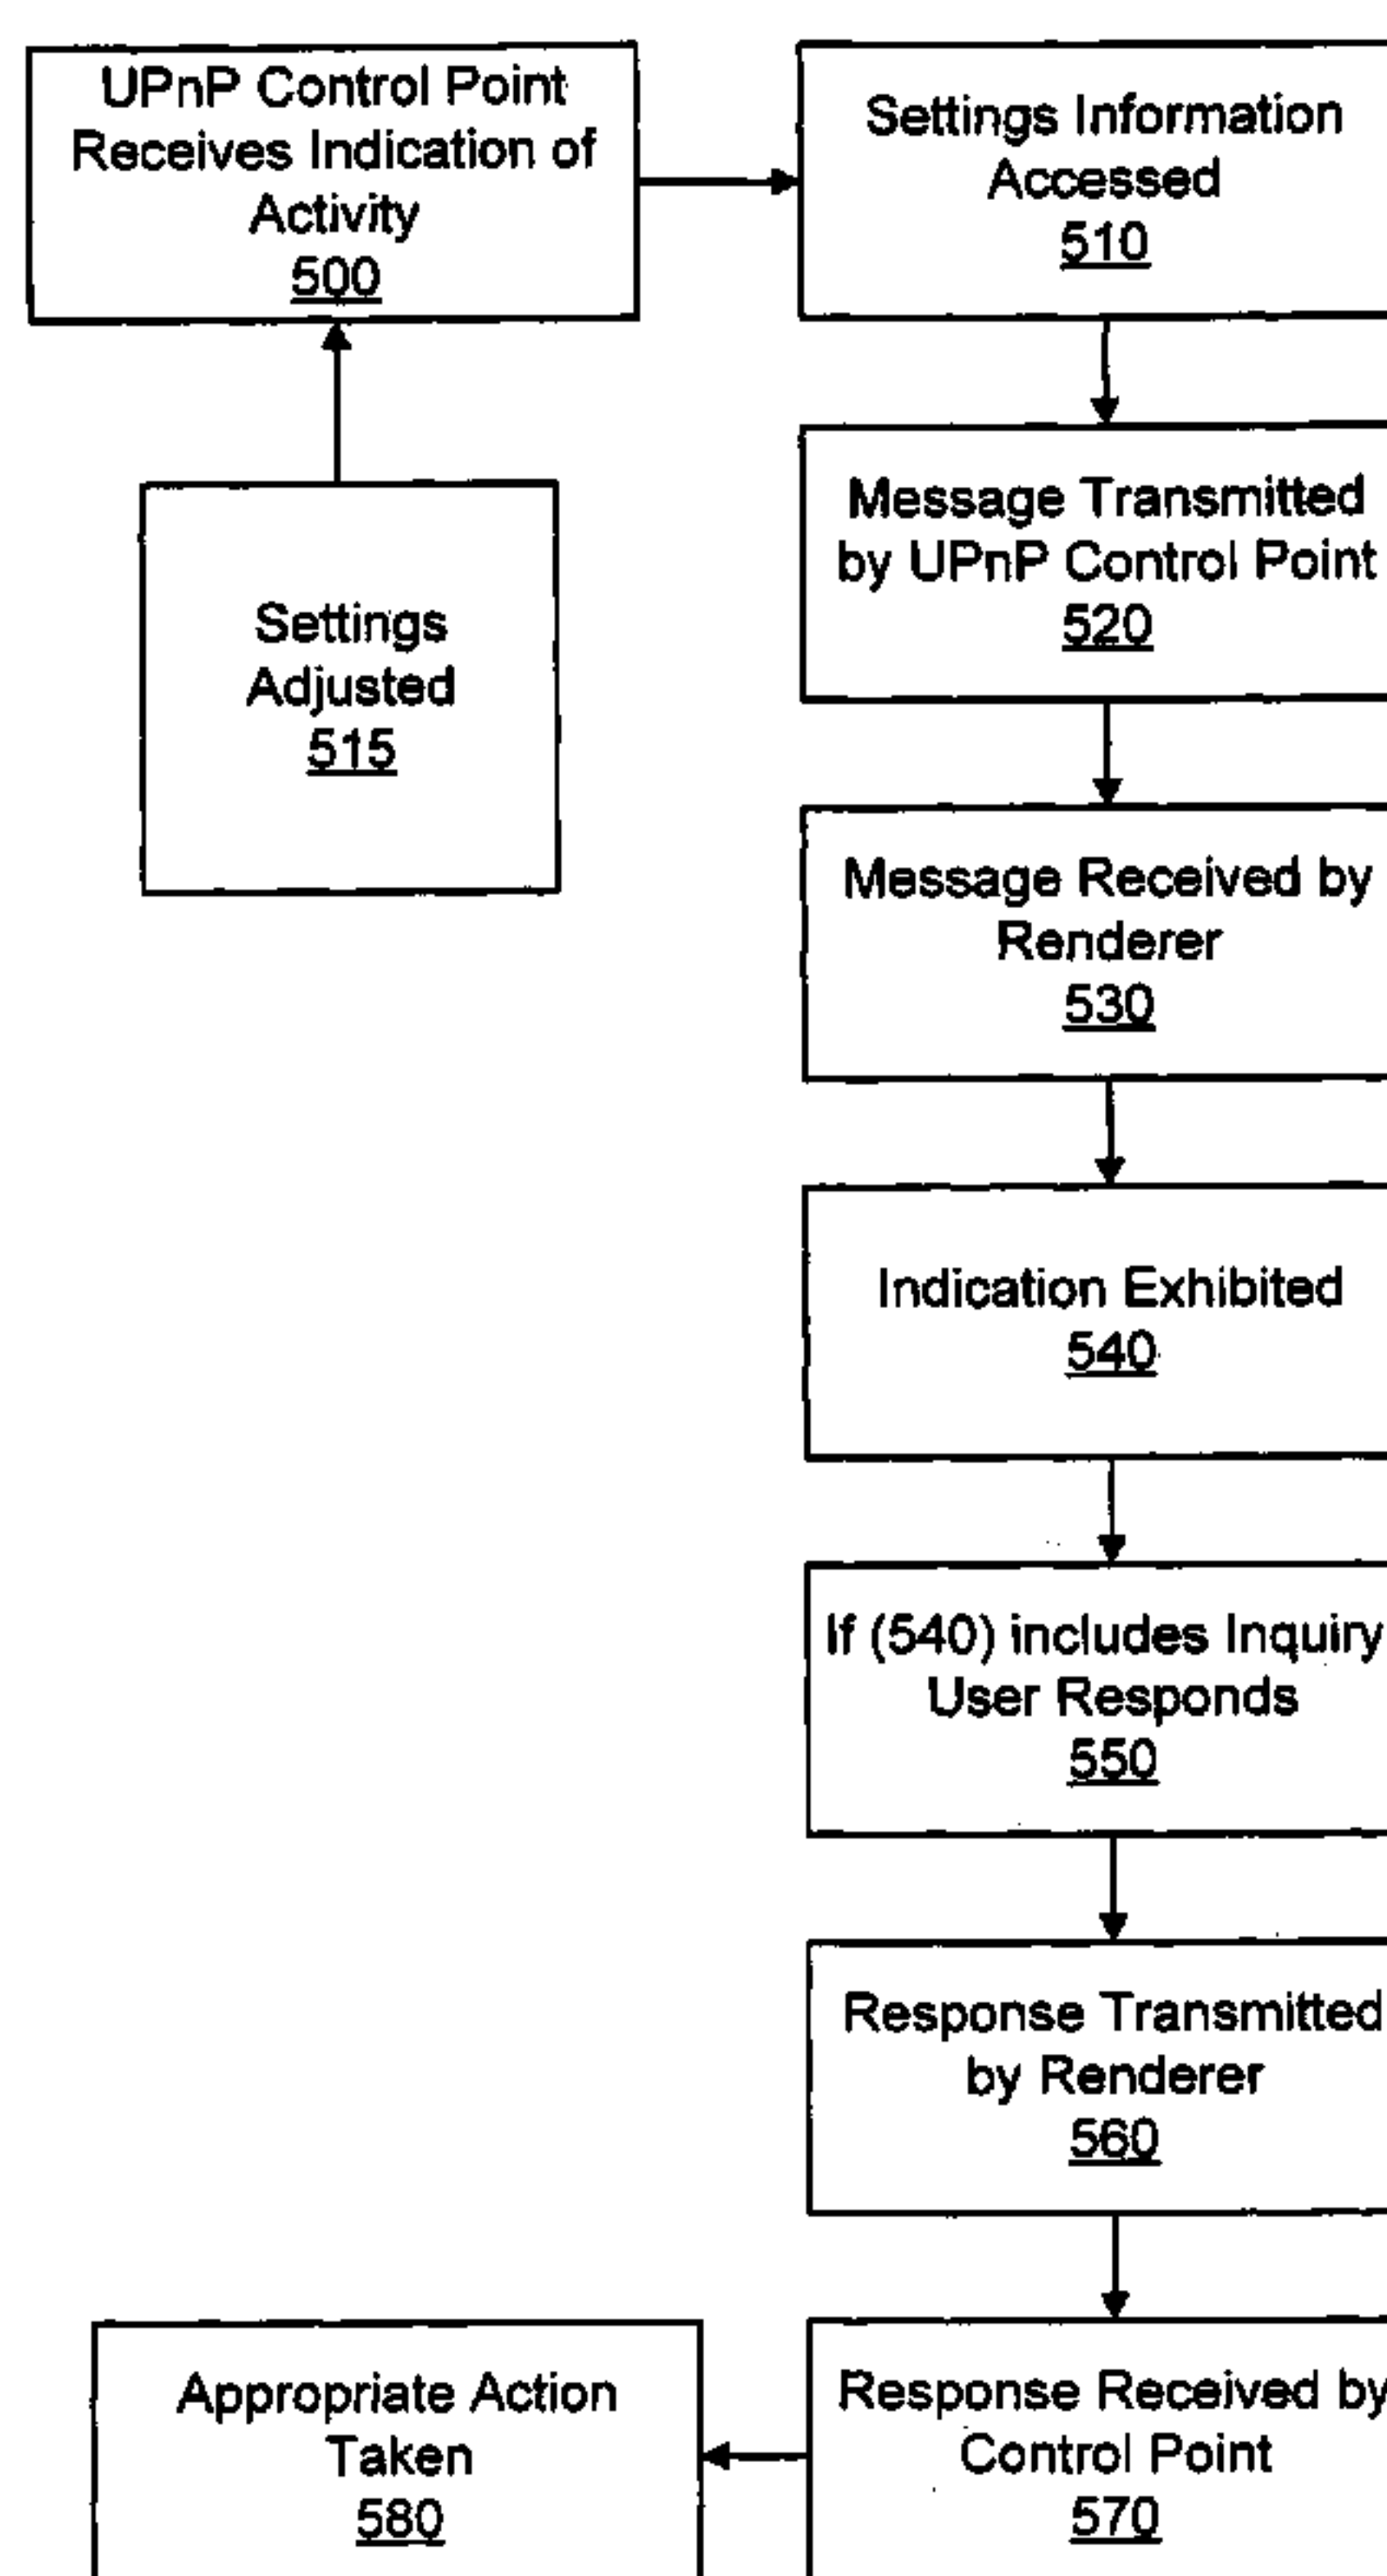 UPnP Control Point
Receives Indication of
Activity
500
Settings Information
Accessed
510
Settings
Adjusted
515
Message Transmitted
by UPnP Control Point
520
Message Received by
Renderer
530
Indication Exhibited
540
If (540) includes Inquiry
User Responds
550
Response Transmitted
by Renderer
560
Response Received by
Control Point
570
Appropriate Action
Taken
580